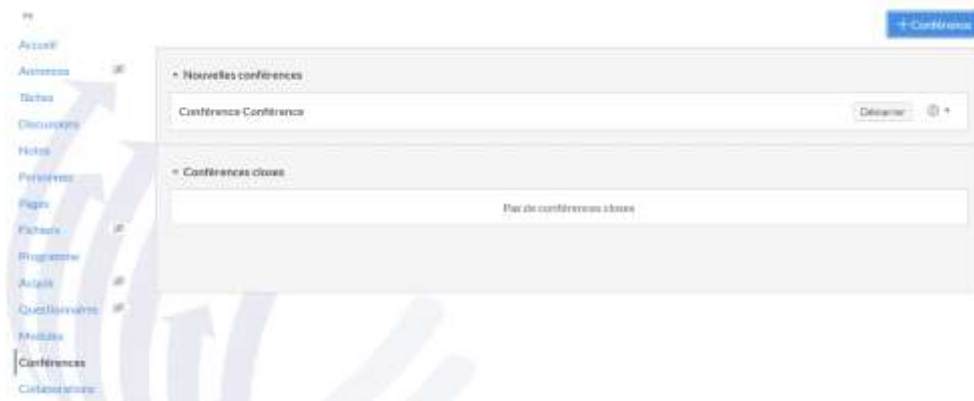 Accueil
Annonces
Tâches
Discussions
Notes
Personnes
Pages
Fichiers
Programme
Acquis
Questionnaires
Modules
Conférences
Collaborations
+ Conférence
Nouvelles conférences
Conférence Conférence
Démarrer
Conférences closes
Pas de conférences closes